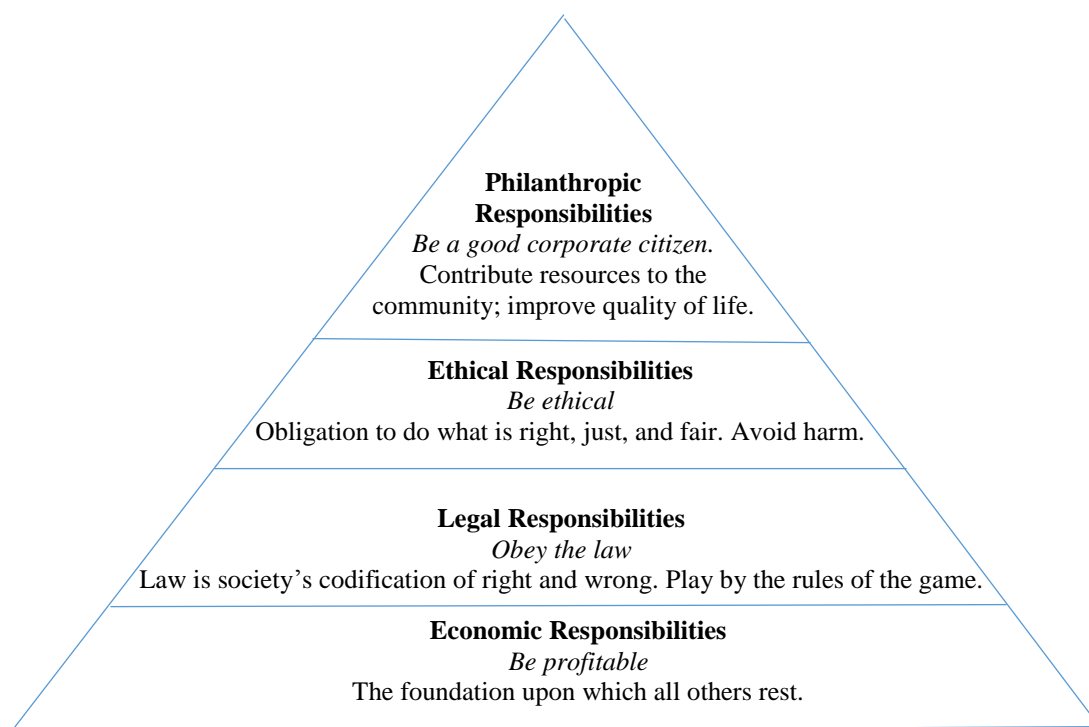 Philanthropic
Responsibilities
Be a good corporate citizen.
Contribute resources to the
community; improve quality of life.
Ethical Responsibilities
Be ethical
Obligation to do what is right, just, and fair. Avoid harm.
Legal Responsibilities
Obey the law
Law is society’s codification of right and wrong. Play by the rules of the game.
Economic Responsibilities
Be profitable
The foundation upon which all others rest.